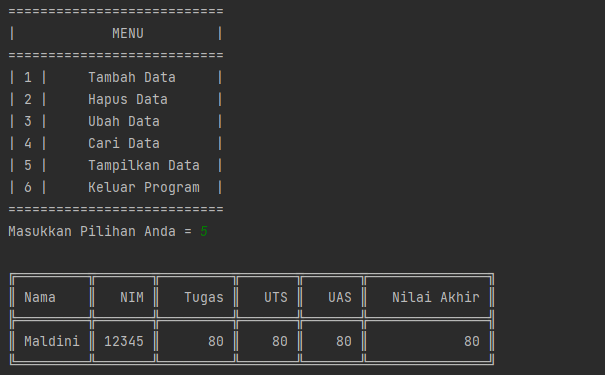 ===========================
|            MENU         |
===========================
| 1 |     Tambah Data     |
| 2 |     Hapus Data      |
| 3 |     Ubah Data       |
| 4 |     Cari Data       |
| 5 |     Tampilkan Data  |
| 6 |     Keluar Program  |
===========================
Masukkan Pilihan Anda = 5
╔═════════╦═══════╦═════════╦═══════╦═══════╦═══════════════╗
║ Nama    ║   NIM ║   Tugas ║   UTS ║   UAS ║   Nilai Akhir ║
╠═════════╬═══════╬═════════╬═══════╬═══════╬═══════════════╣
║ Maldini ║ 12345 ║      80 ║    80 ║    80 ║            80 ║
╚═════════╩═══════╩═════════╩═══════╩═══════╩═══════════════╝